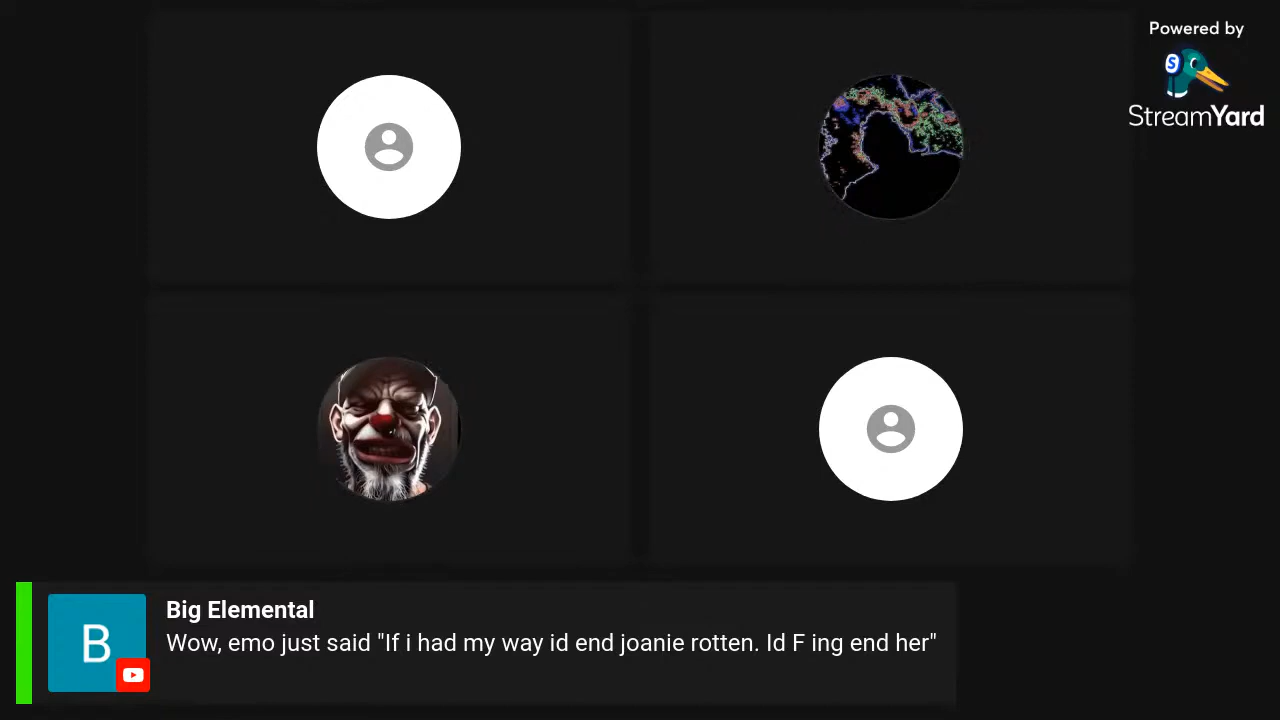 Powered by
S
StreamYard
B
Big Elemental
Wow, emo just said "If i had my way id end joanie rotten. Id F ing end her"